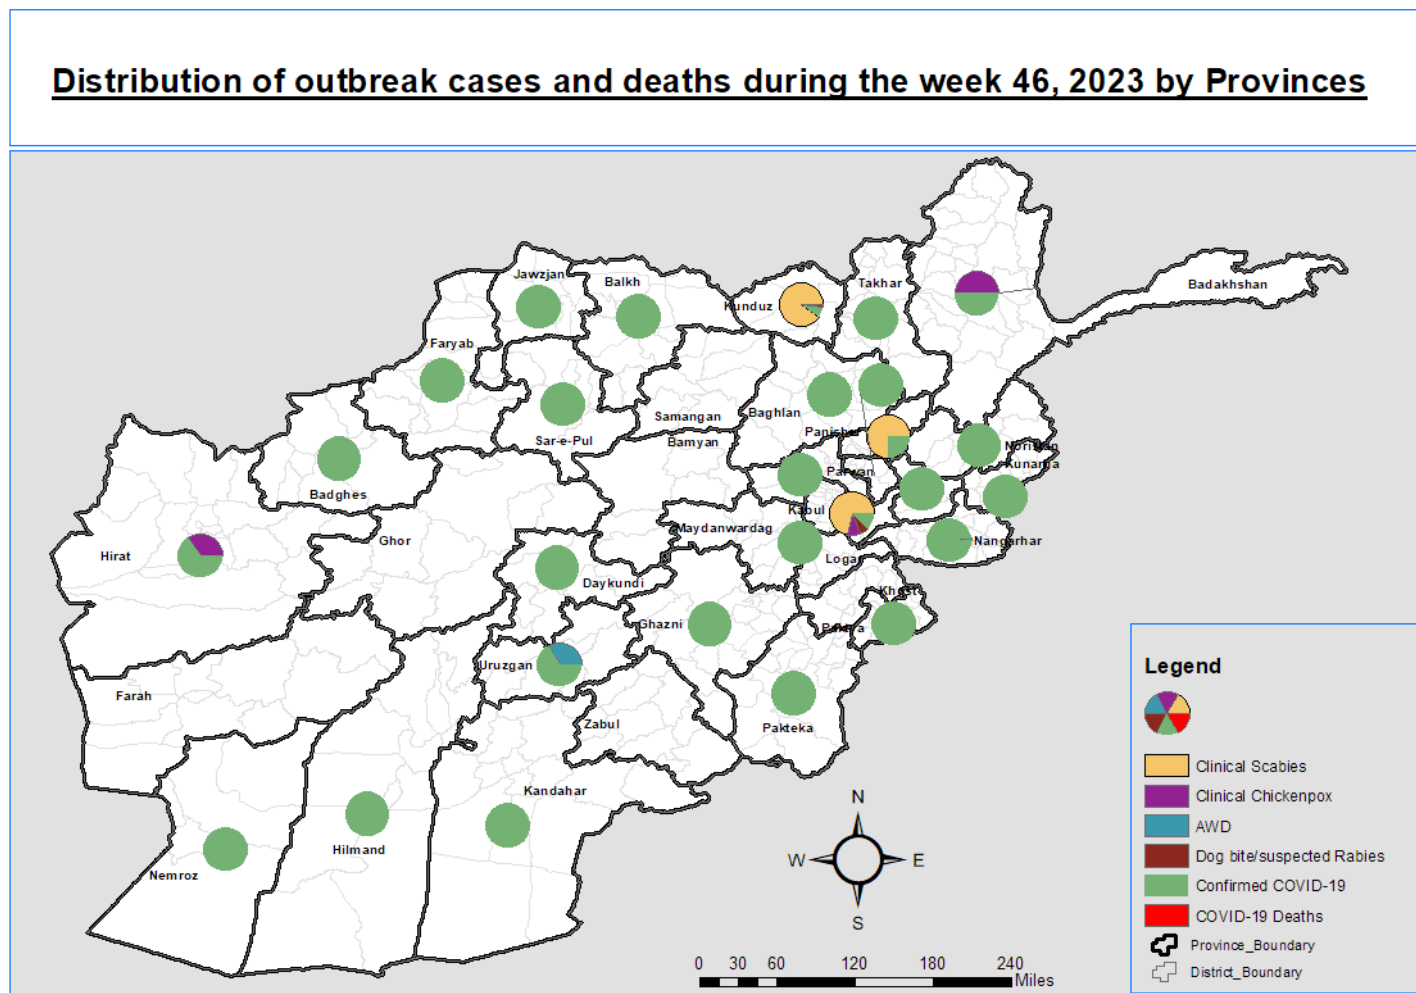 Distribution of outbreak cases and deaths during the week 46, 2023 by Provinces
Jawzjan
Balkh
Kunduz
Takhar
Badakhshan
Faryab
Samangan
Baghlan
Sar-e-Pul
Bamyan
Panjsher
Noristan
Kunarha
Badghes
Parwan
Kabul
Maydanwardag
Nangarhar
Hirat
Ghor
Logar
Daykundi
Khost
Ghazni
Paktya
Uruzgan
Farah
Zabul
Pakteka
Kandahar
Hilmand
Nemroz
N
W
E
S
0 30 60 120 180 240
Miles
Legend
Clinical Scabies
Clinical Chickenpox
AWD
Dog bite/suspected Rabies
Confirmed COVID-19
COVID-19 Deaths
Province_Boundary
District_Boundary